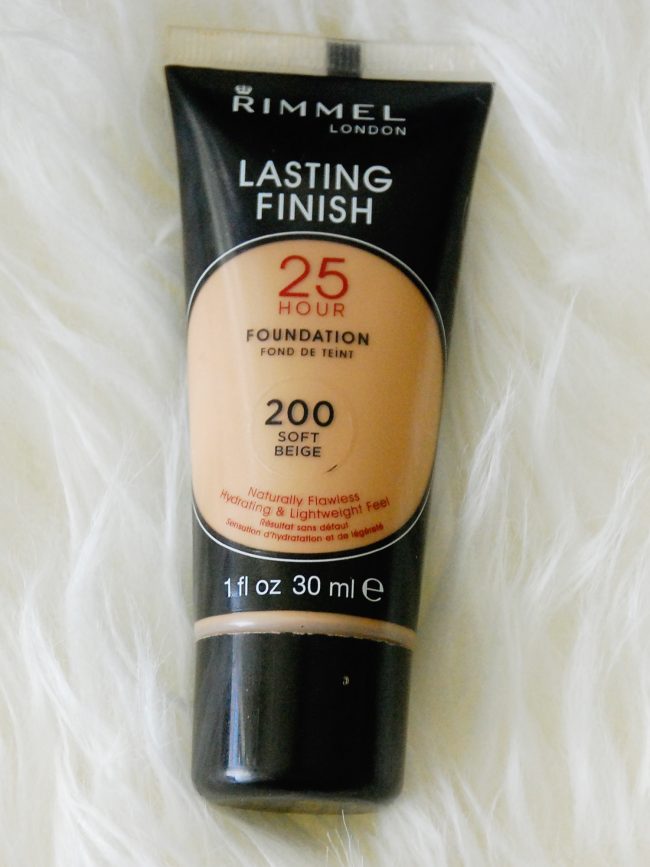 RIMMEL
LONDON
LASTING
FINISH
25
HOUR
FOUNDATION
FOND DE TEINT
200
SOFT
BEIGE
Naturally Flawless
Hydrating & Lightweight Feel
Résultat sans défaut
Sensation d'hydratation et de légèreté
1 fl oz 30 ml e